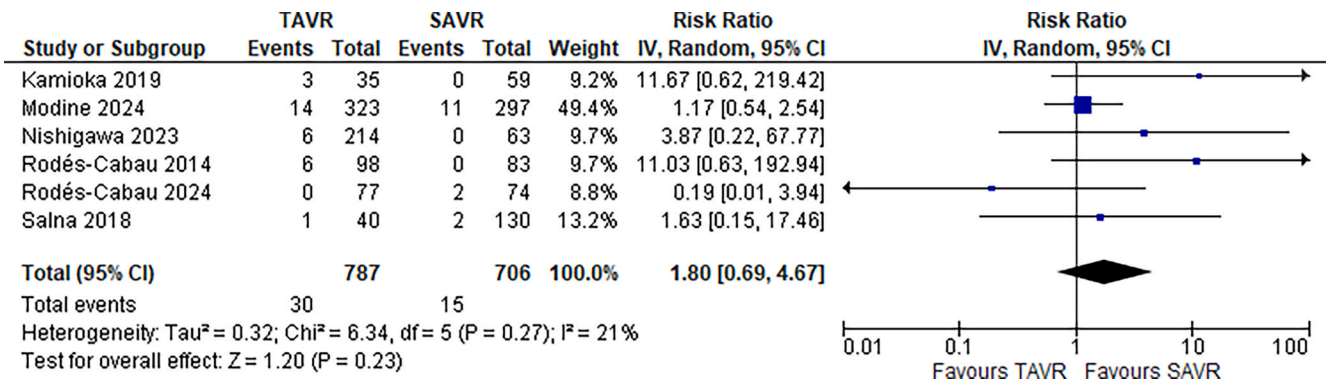 TAVR SAVR Risk Ratio Risk Ratio
Study or Subgroup Events Total Events Total Weight IV, Random, 95% CI IV, Random, 95% CI
Kamioka 2019 3 35 0 59 9.2% 11.67 [0.62, 219.42]
Modine 2024 14 323 11 297 49.4% 1.17 [0.54, 2.54]
Nishigawa 2023 6 214 0 63 9.7% 3.87 [0.22, 67.77]
Rodés-Cabau 2014 6 98 0 83 9.7% 11.03 [0.63, 192.94]
Rodés-Cabau 2024 0 77 2 74 8.8% 0.19 [0.01, 3.94]
Salna 2018 1 40 2 130 13.2% 1.63 [0.15, 17.46]
Total (95% CI) 787 706 100.0% 1.80 [0.69, 4.67]
Total events 30 15
Heterogeneity: Tau² = 0.32; Chi² = 6.34, df = 5 (P = 0.27); I² = 21%
Test for overall effect: Z = 1.20 (P = 0.23)
0.01 0.1 1 10 100
Favours TAVR Favours SAVR